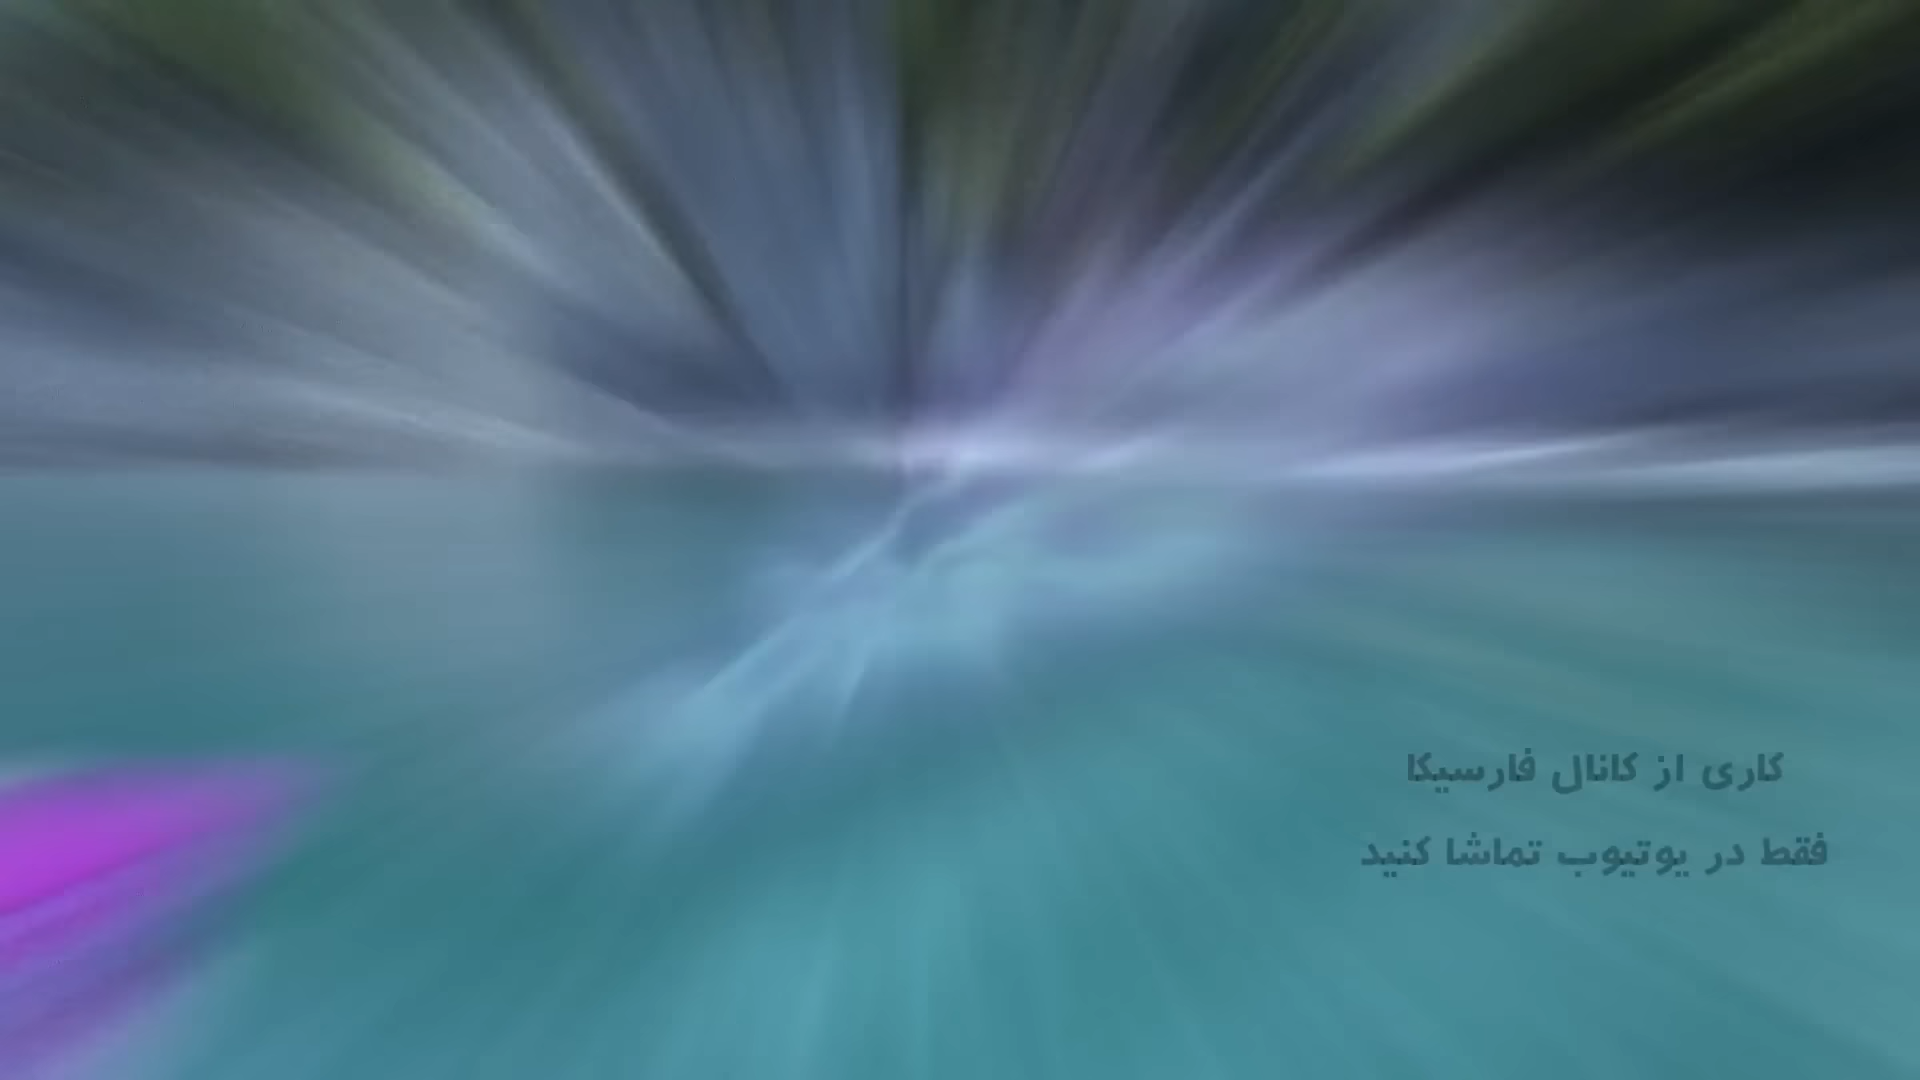 کاری از کانال فارسیکا
فقط در یوتیوب تماشا کنید